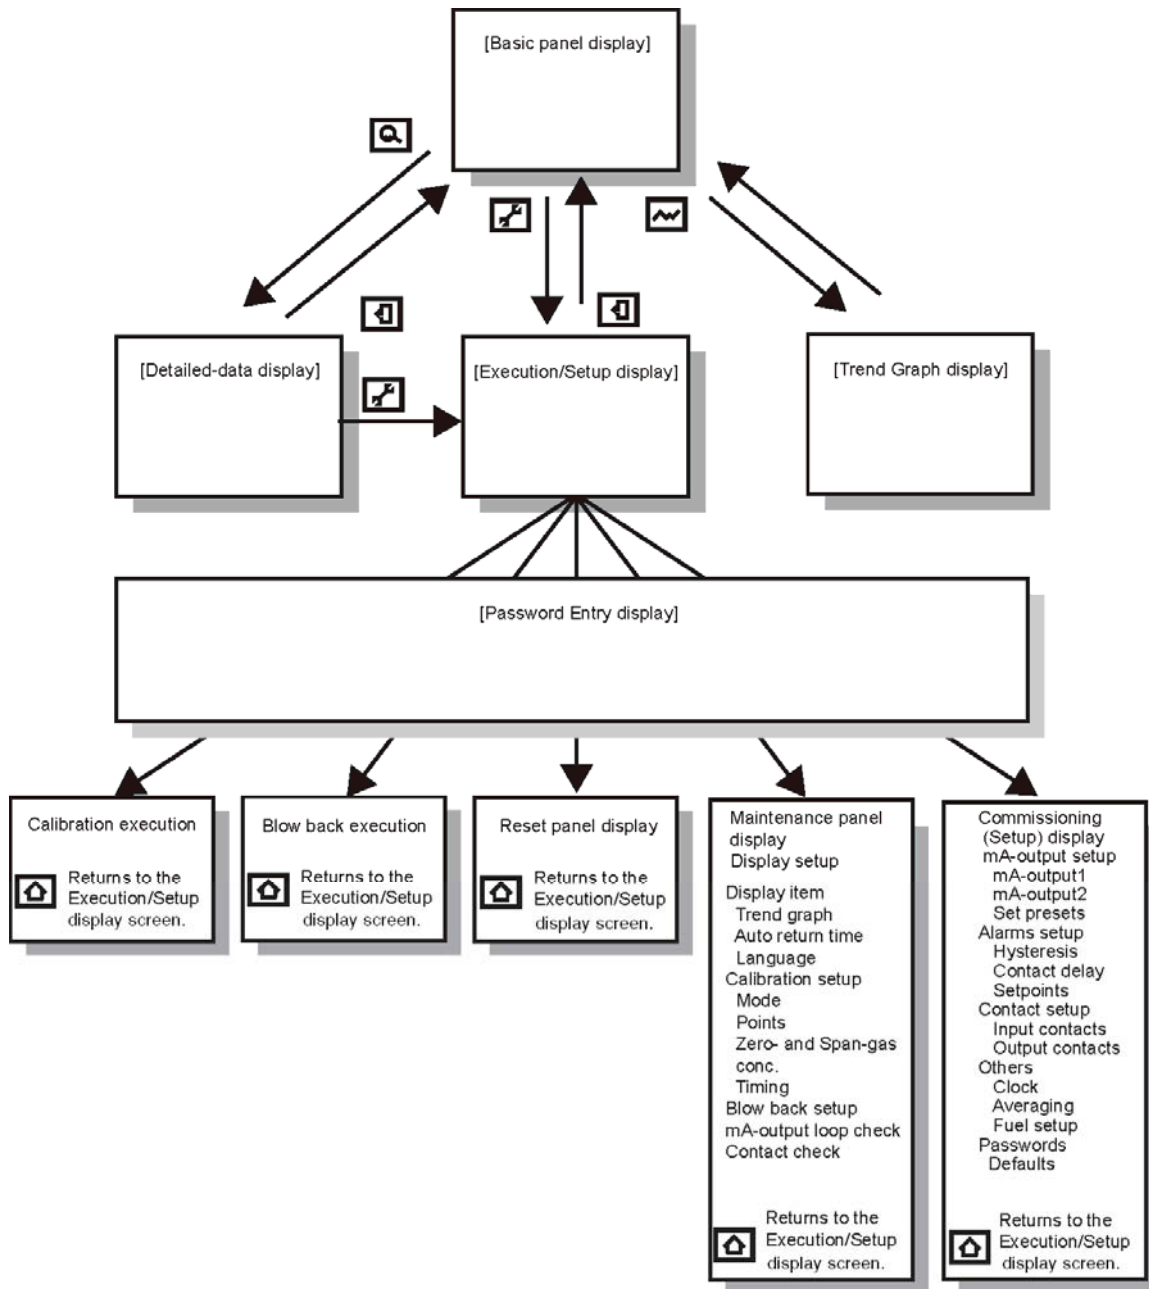 [Basic panel display]
[Detailed-data display]
[Execution/Setup display]
[Trend Graph display]
[Password Entry display]
Calibration execution
Returns to the
Execution/Setup
display screen.
Blow back execution
Returns to the
Execution/Setup
display screen.
Reset panel display
Returns to the
Execution/Setup
display screen.
Maintenance panel
display
Display setup
Display item
Trend graph
Auto return time
Language
Calibration setup
Mode
Points
Zero- and Span-gas
conc.
Timing
Blow back setup
mA-output loop check
Contact check
Returns to the
Execution/Setup
display screen.
Commissioning
(Setup) display
mA-output setup
mA-output1
mA-output2
Set presets
Alarms setup
Hysteresis
Contact delay
Setpoints
Contact setup
Input contacts
Output contacts
Others
Clock
Averaging
Fuel setup
Passwords
Defaults
Returns to the
Execution/Setup
display screen.